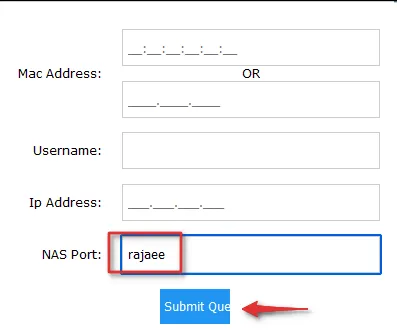 __:__:__:__:__:__
Mac Address: OR
____.____.____
Username:
Ip Address: ___.___.___.___
NAS Port: rajaee
Submit Que